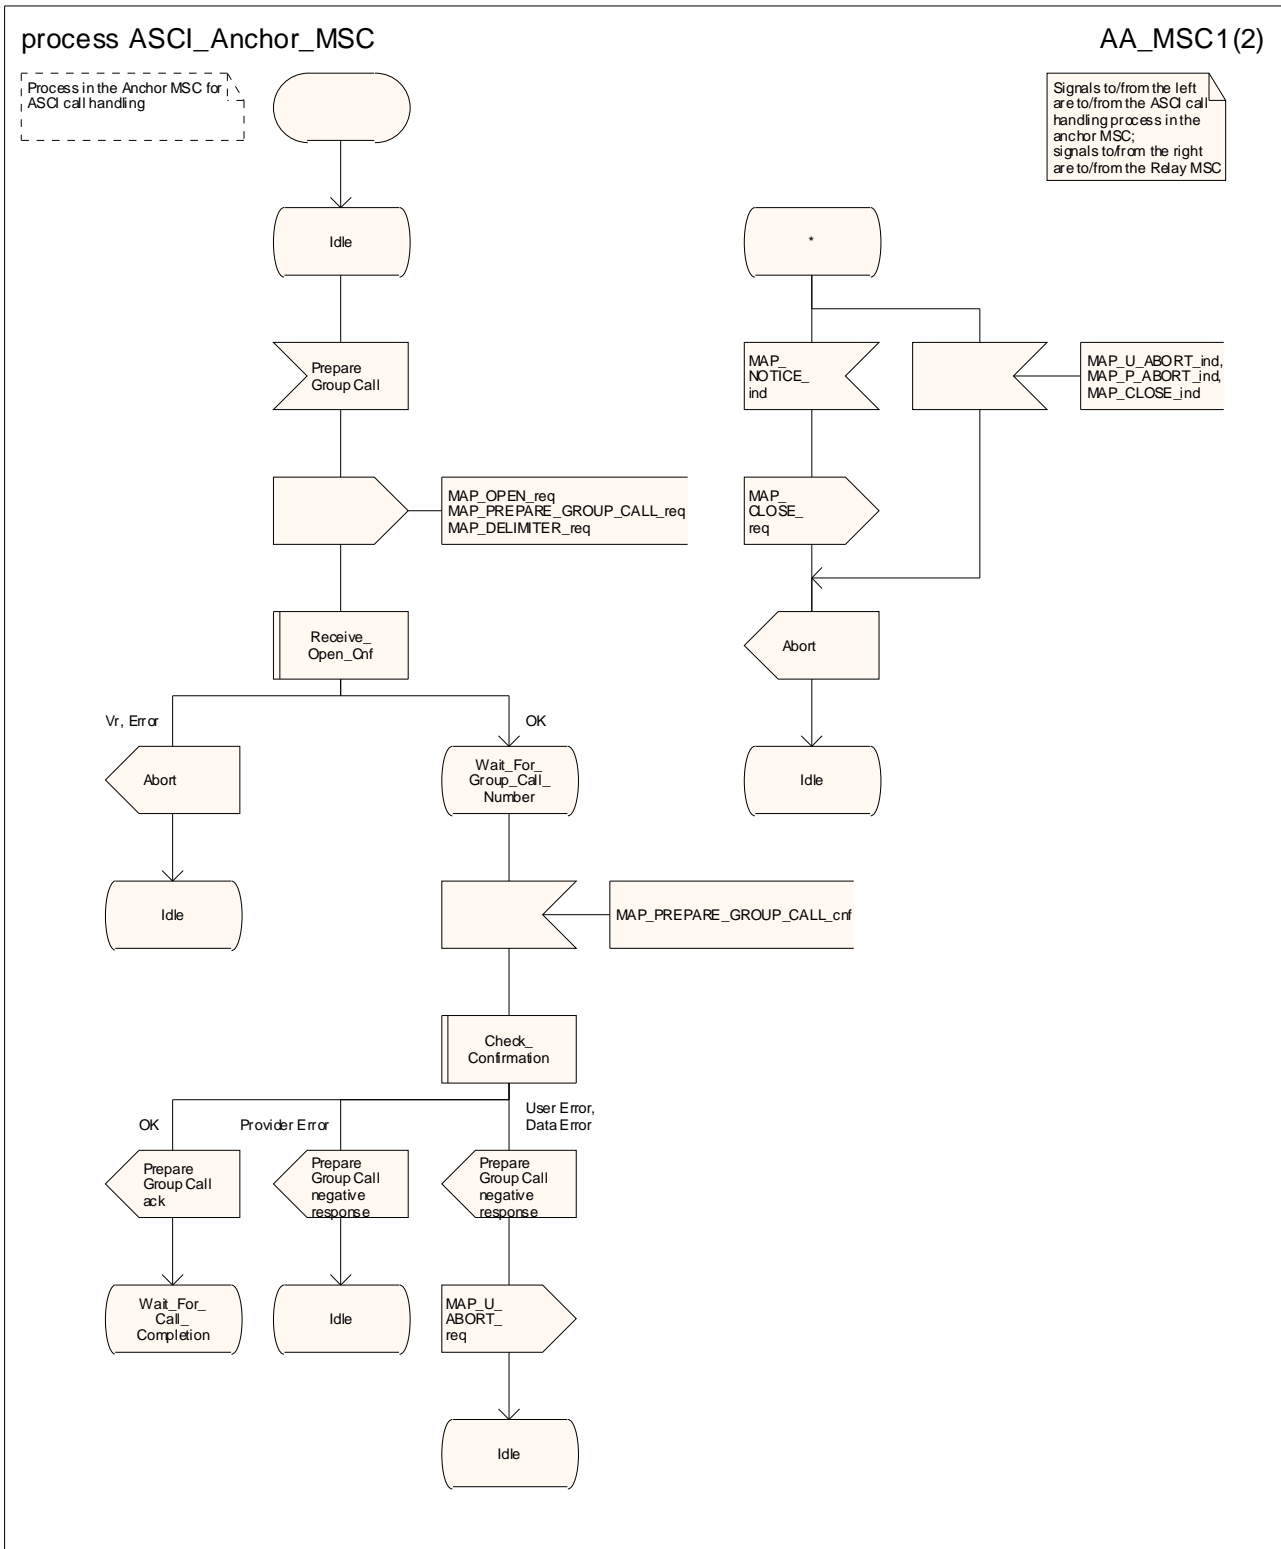 process ASCI_Anchor_MSC
AA_MSC1(2)
Process in the Anchor MSC for
ASCI call handling
Signals to/from the left
are to/from the ASCI call
handling process in the
anchor MSC;
signals to/from the right
are to/from the Relay MSC
Idle
*
Prepare
Group Call
MAP_
NOTICE_
ind
MAP_U_ABORT_ind,
MAP_P_ABORT_ind,
MAP_CLOSE_ind
MAP_OPEN_req
MAP_PREPARE_GROUP_CALL_req
MAP_DELIMITER_req
MAP_
CLOSE_
req
Receive_
Open_Cnf
Abort
Vr, Error
OK
Abort
Wait_For_
Group_Call_
Number
Idle
Idle
MAP_PREPARE_GROUP_CALL_cnf
Check_
Confirmation
OK
Provider Error
User Error,
Data Error
Prepare
Group Call
ack
Prepare
Group Call
negative
response
Prepare
Group Call
negative
response
Wait_For_
Call_
Completion
Idle
MAP_U_
ABORT_
req
Idle